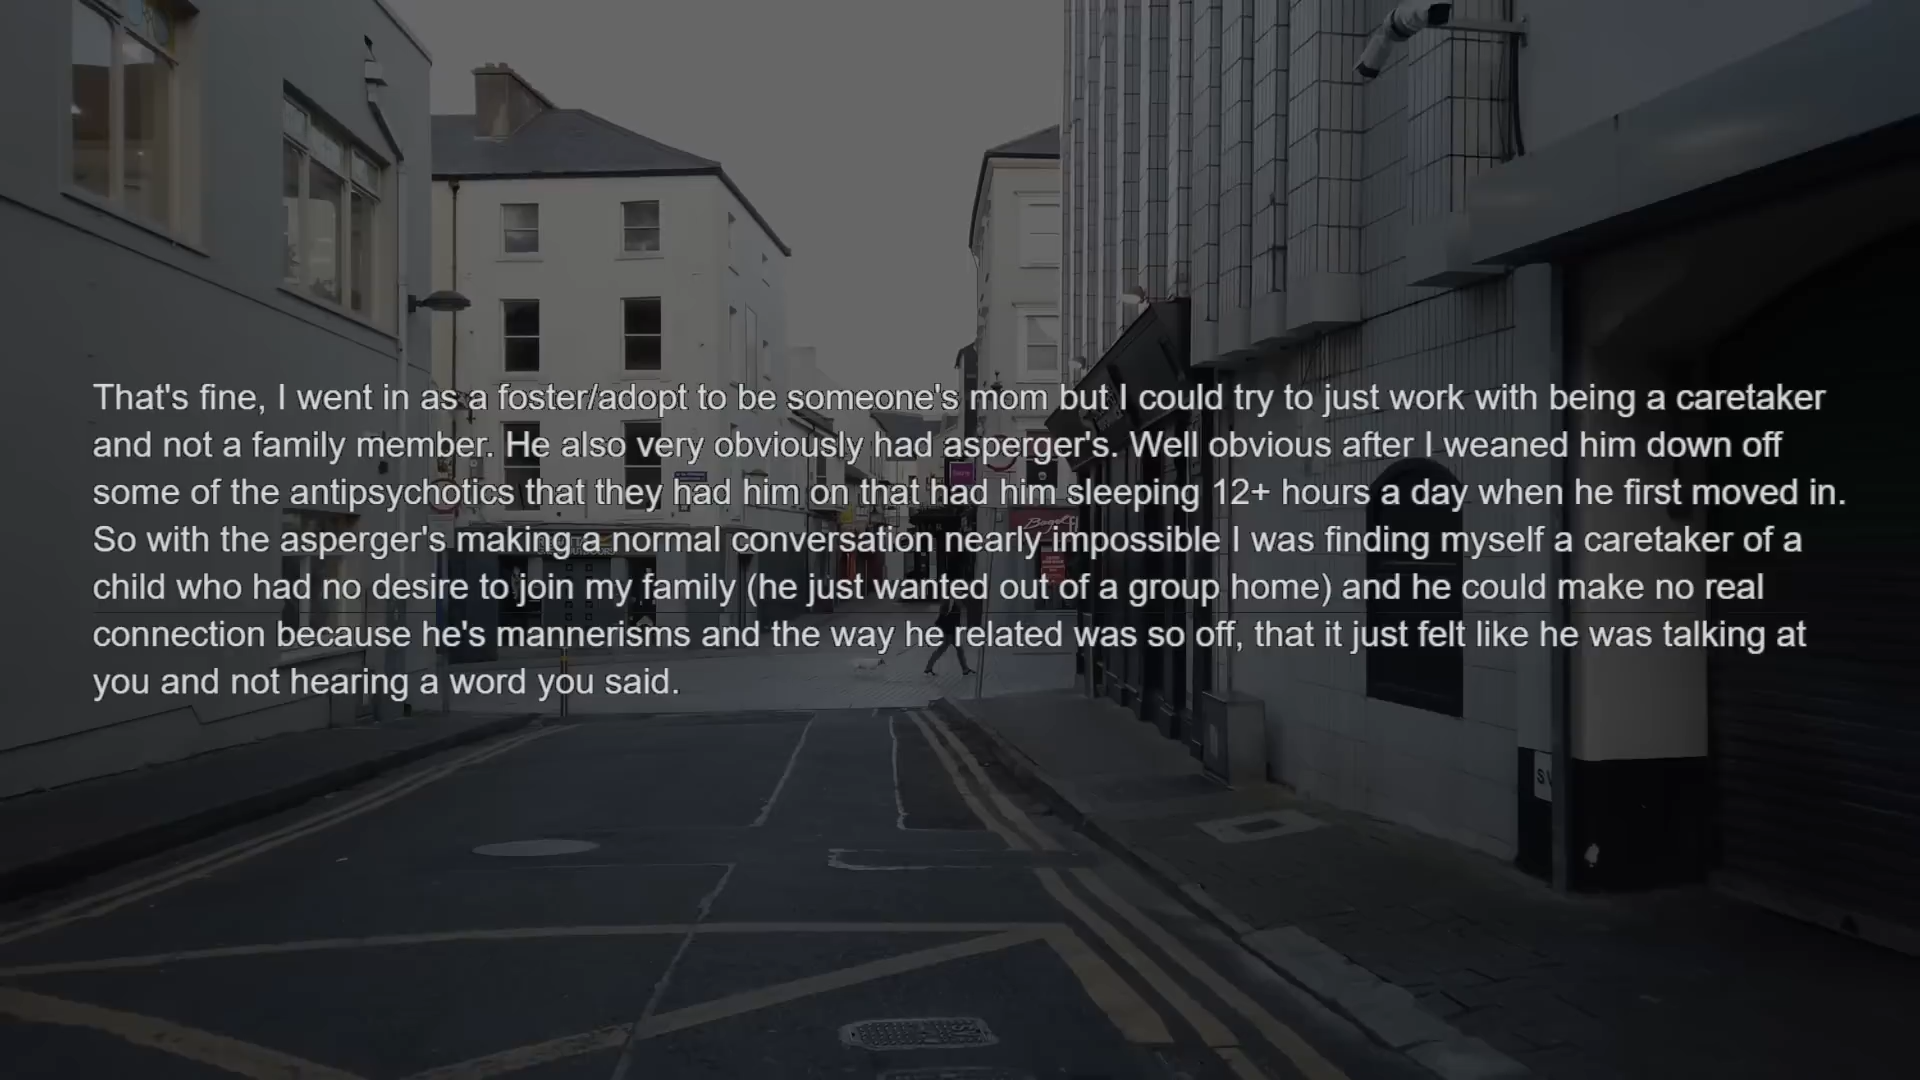 That's fine, I went in as a foster/adopt to be someone's mom but I could try to just work with being a caretaker
and not a family member. He also very obviously had asperger's. Well obvious after I weaned him down off
some of the antipsychotics that they had him on that had him sleeping 12+ hours a day when he first moved in.
So with the asperger's making a normal conversation nearly impossible I was finding myself a caretaker of a
child who had no desire to join my family (he just wanted out of a group home) and he could make no real
connection because he's mannerisms and the way he related was so off, that it just felt like he was talking at
you and not hearing a word you said.